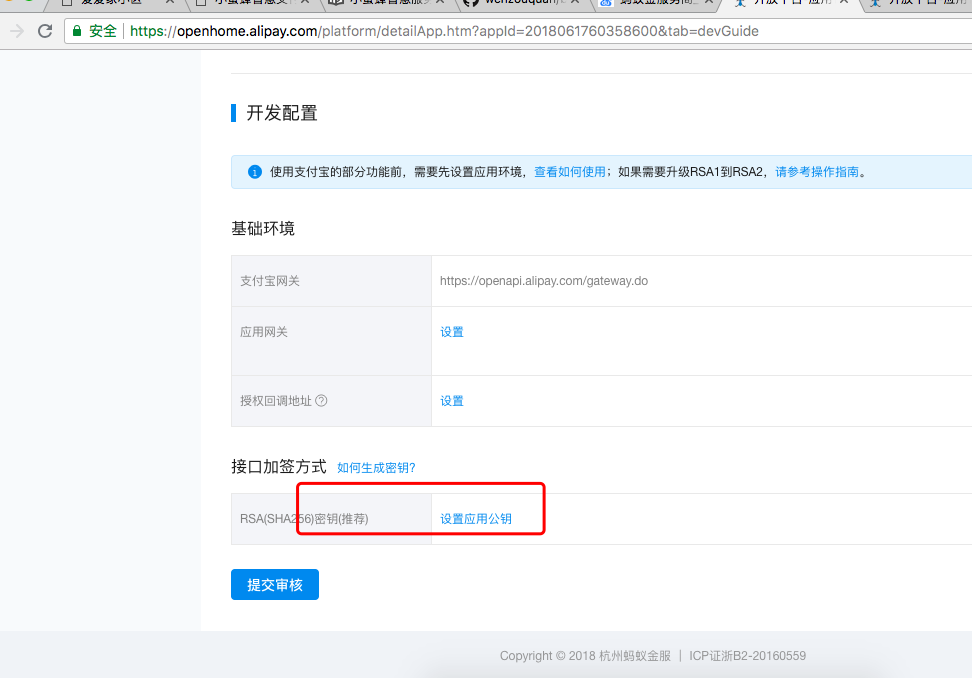 安全 https://openhome.alipay.com/platform/detailApp.htm?appId=2018061760358600&tab=devGuide
开发配置
使用支付宝的部分功能前，需要先设置应用环境，查看如何使用；如果需要升级RSA1到RSA2，请参考操作指南。
基础环境
支付宝网关 https://openapi.alipay.com/gateway.do
应用网关 设置
授权回调地址 设置
接口加签方式 如何生成密钥?
RSA(SHA256)密钥(推荐) 设置应用公钥
提交审核
Copyright © 2018 杭州蚂蚁金服 | ICP证浙B2-20160559